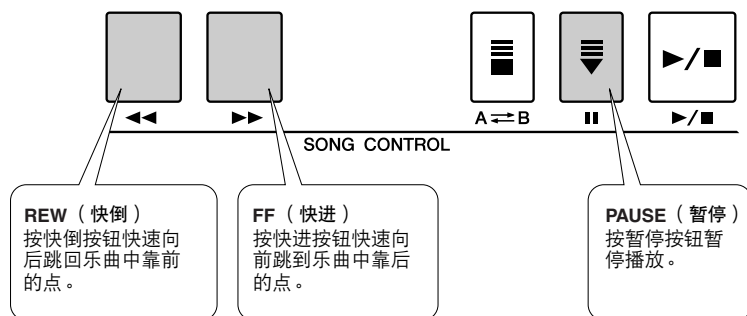 ◄◄ ►► A⇄B ❚❚ ►/■
SONG CONTROL
REW（快倒）
按快倒按钮快速向
后跳回乐曲中靠前
的点。
FF（快进）
按快进按钮快速向
前跳到乐曲中靠后
的点。
PAUSE（暂停）
按暂停按钮暂
停播放。